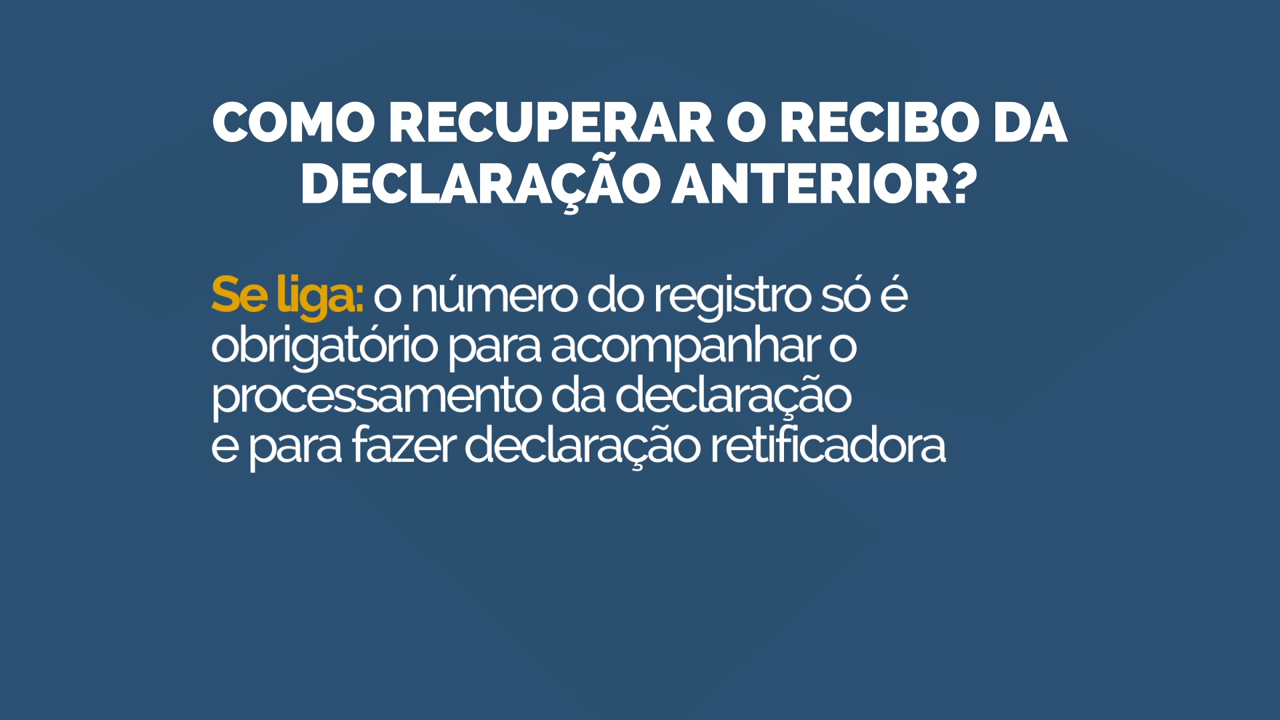 COMO RECUPERAR O RECIBO DA
DECLARAÇÃO ANTERIOR?
Se liga: o número do registro só é
obrigatório para acompanhar o
processamento da declaração
e para fazer declaração retificadora